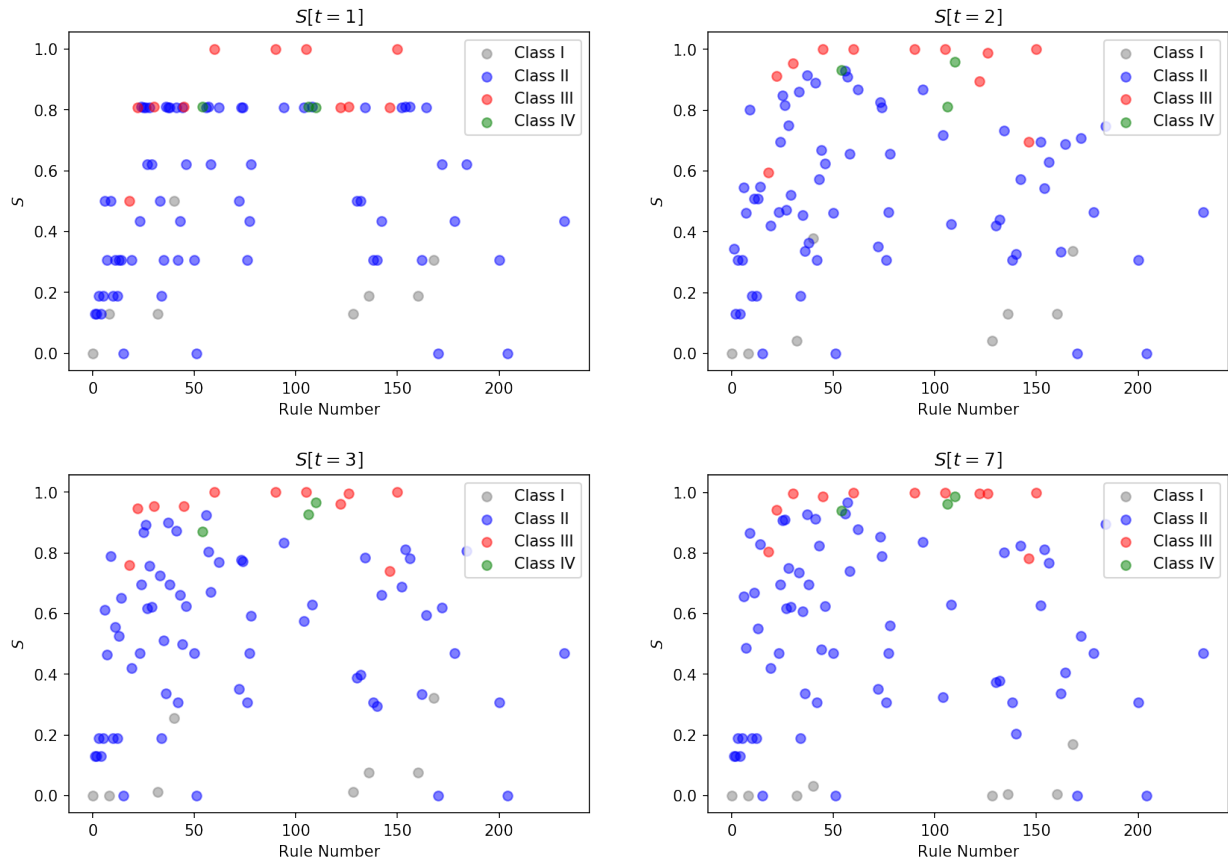 S[t = 1]
1.0
0.8
0.6
0.4
0.2
0.0
S
0
50
100
150
200
Rule Number
Class I
Class II
Class III
Class IV
S[t = 2]
1.0
0.8
0.6
0.4
0.2
0.0
S
0
50
100
150
200
Rule Number
Class I
Class II
Class III
Class IV
S[t = 3]
1.0
0.8
0.6
0.4
0.2
0.0
S
0
50
100
150
200
Rule Number
Class I
Class II
Class III
Class IV
S[t = 7]
1.0
0.8
0.6
0.4
0.2
0.0
S
0
50
100
150
200
Rule Number
Class I
Class II
Class III
Class IV